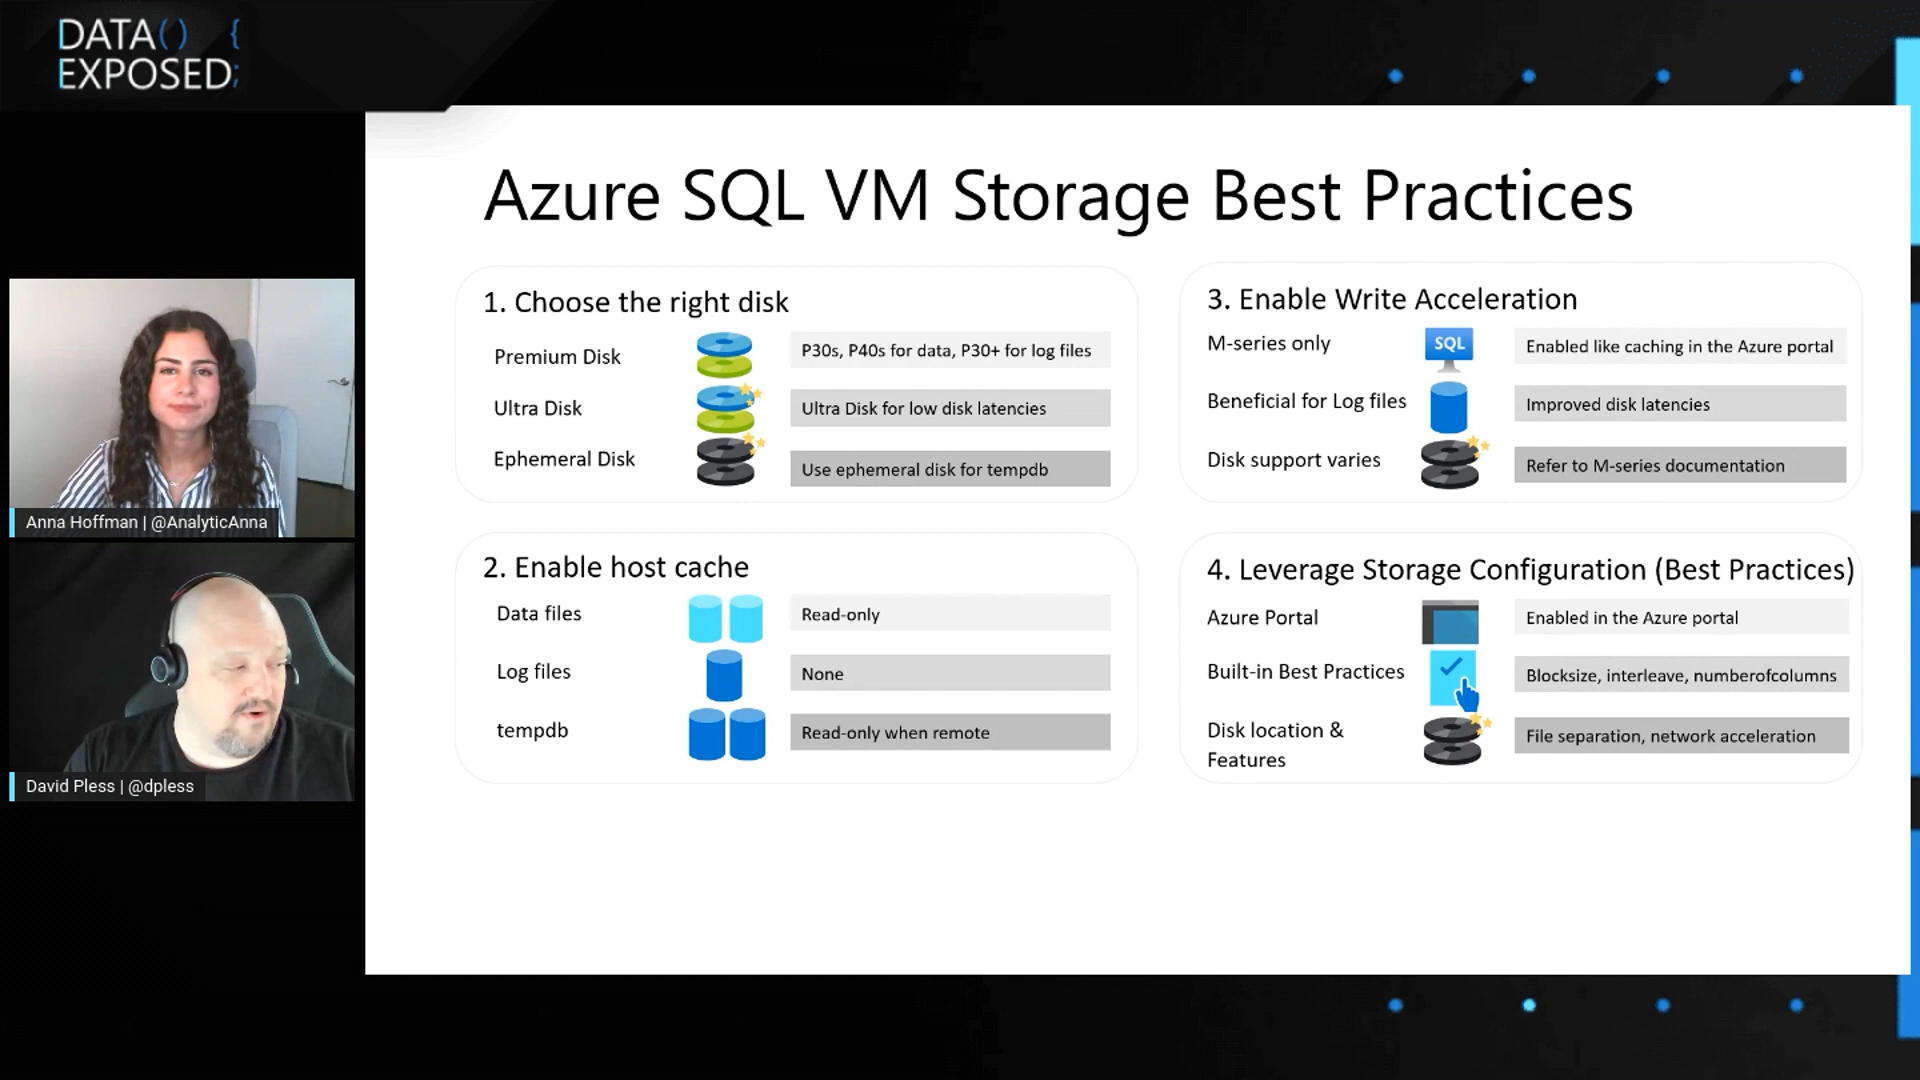 DATA() {
EXPOSED;
Azure SQL VM Storage Best Practices
1. Choose the right disk
Premium Disk
P30s, P40s for data, P30+ for log files
Ultra Disk
Ultra Disk for low disk latencies
Ephemeral Disk
Use ephemeral disk for tempdb
2. Enable host cache
Data files
Read-only
Log files
None
tempdb
Read-only when remote
3. Enable Write Acceleration
M-series only
SQL
Enabled like caching in the Azure portal
Beneficial for Log files
Improved disk latencies
Disk support varies
Refer to M-series documentation
4. Leverage Storage Configuration (Best Practices)
Azure Portal
Enabled in the Azure portal
Built-in Best Practices
Blocksize, interleave, numberofcolumns
Disk location &
Features
File separation, network acceleration
Anna Hoffman | @AnalyticAnna
David Pless | @dpless